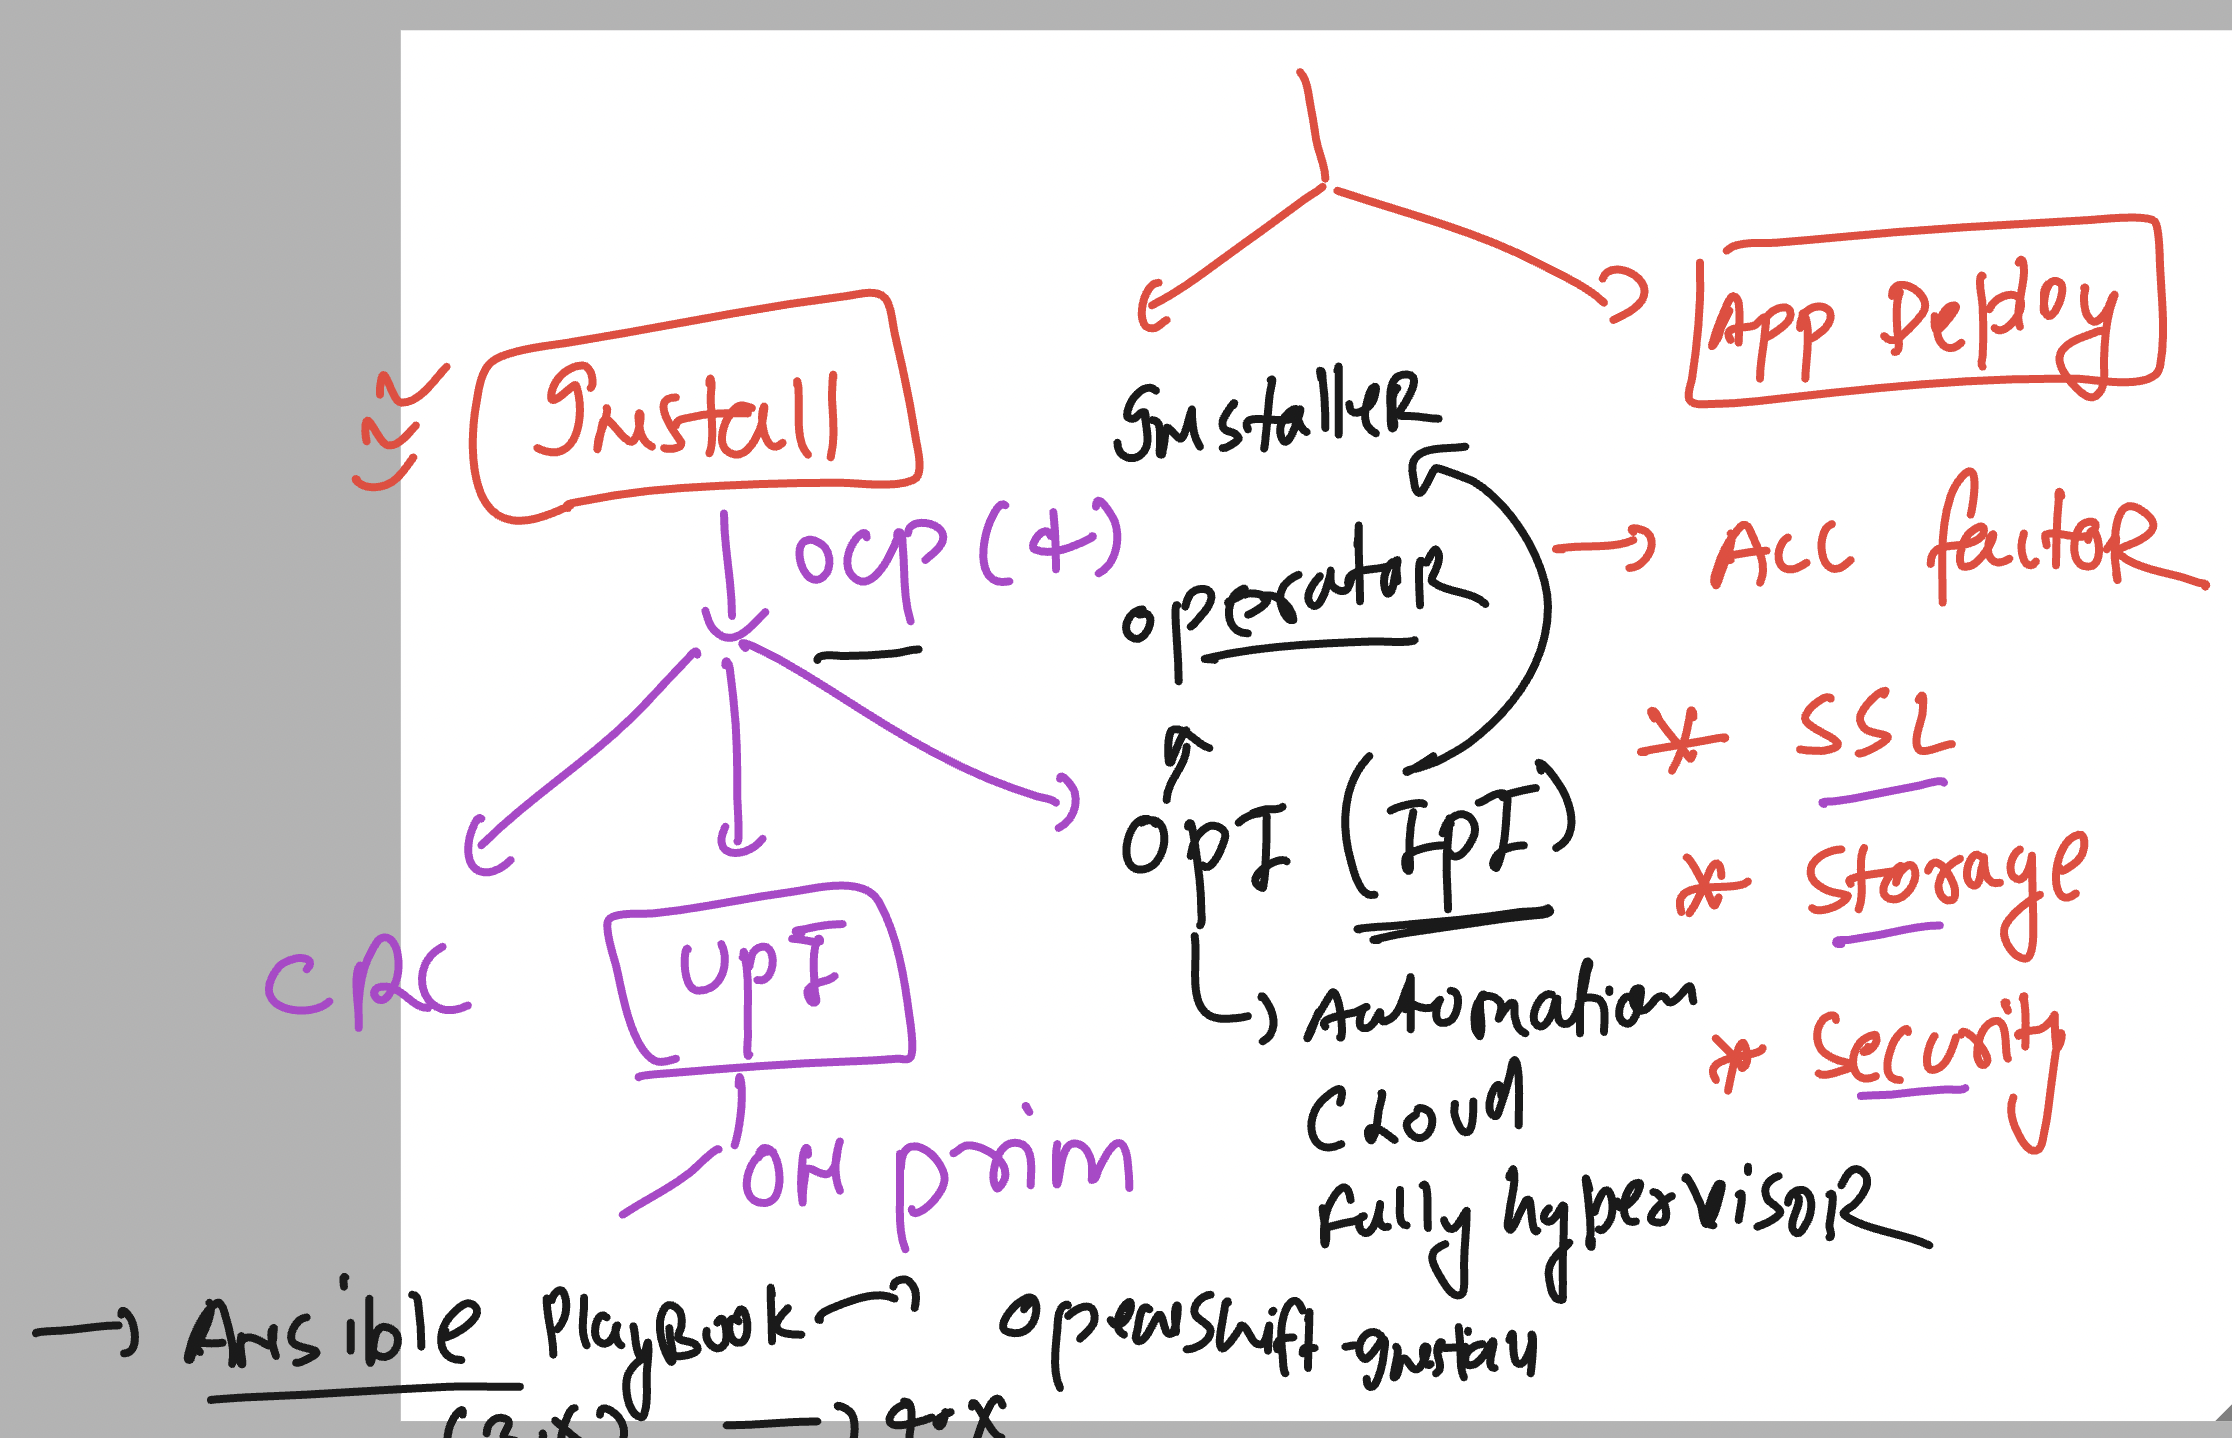 Install
App Deploy
InstalleR
OCP (4)
operatoR
Acc factoR
* SSL
OPI (IPI)
* Storage
CRC
UPI
Automation
* Security
Cloud
ON prim
Fully hypervisoR
Ansible PlayBook
openshift-install
(3.x) 4.x